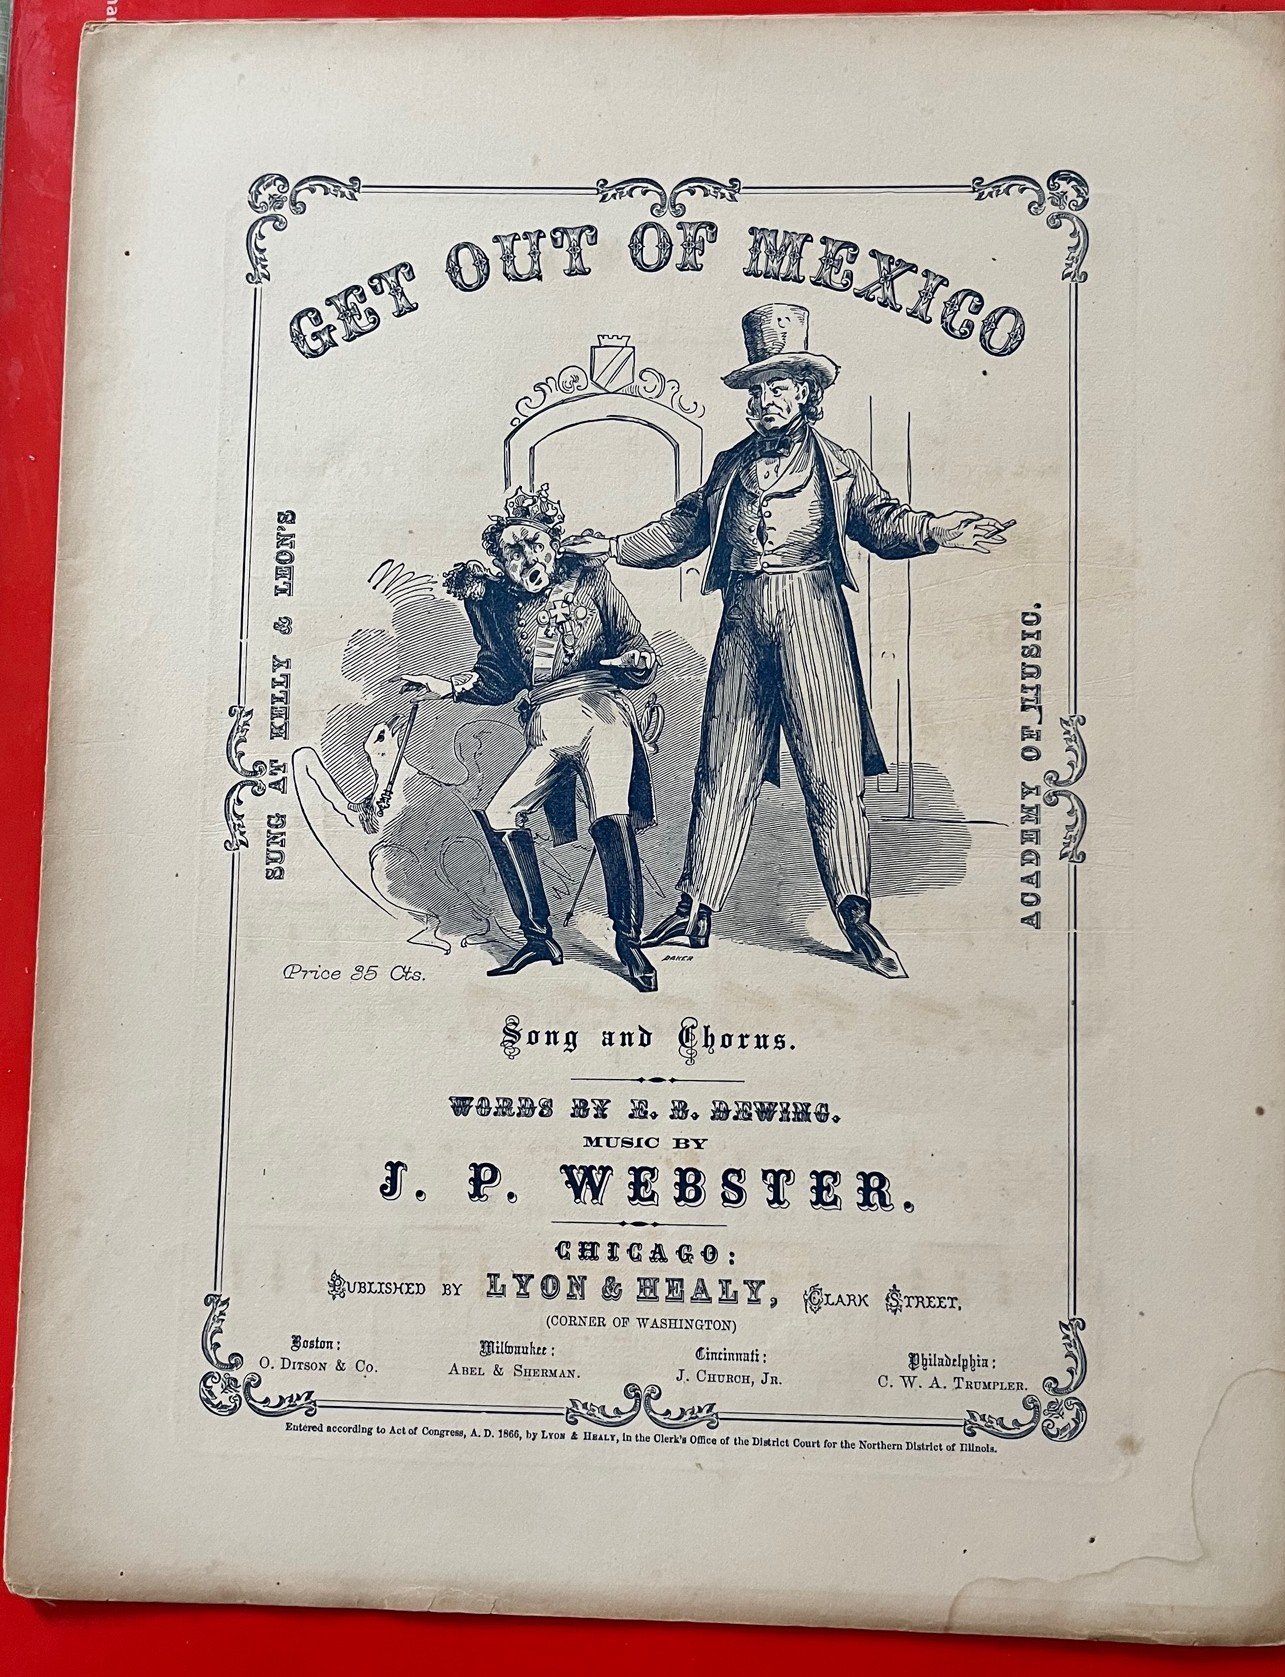 GET OUT OF MEXICO
SUNG AT KELLY & LEON'S
ACADEMY OF MUSIC.
Price 35 Cts.
BAKER
Song and Chorus.
WORDS BY E. B. DEWING.
MUSIC BY
J. P. WEBSTER.
CHICAGO:
PUBLISHED BY LYON & HEALY, CLARK STREET,
(CORNER OF WASHINGTON)
Boston: Milwaukee: Cincinnati: Philadelphia:
O. DITSON & CO. ABEL & SHERMAN. J. CHURCH, JR. C. W. A. TRUMPLER.
Entered according to Act of Congress, A. D. 1866, by LYON & HEALY, in the Clerk's Office of the District Court for the Northern District of Illinois.